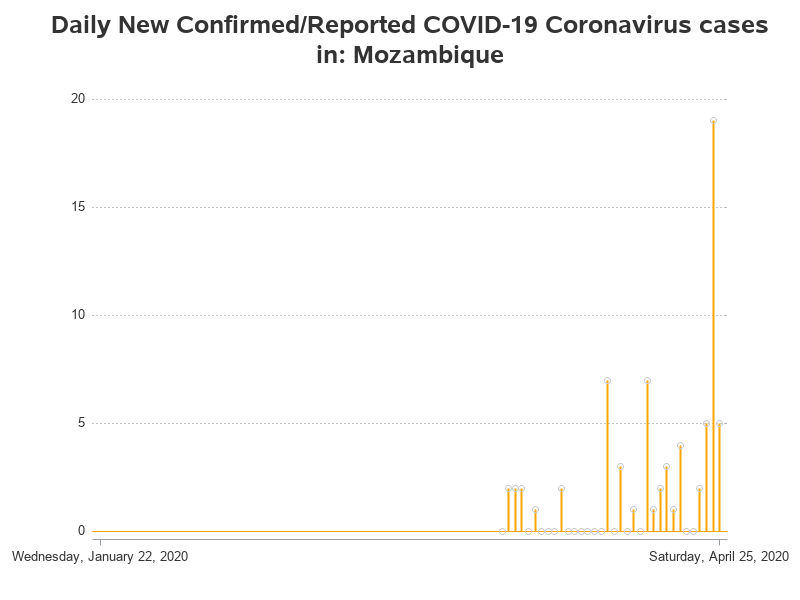 Daily New Confirmed/Reported COVID-19 Coronavirus cases
in: Mozambique
20
15
10
5
0
Wednesday, January 22, 2020
Saturday, April 25, 2020